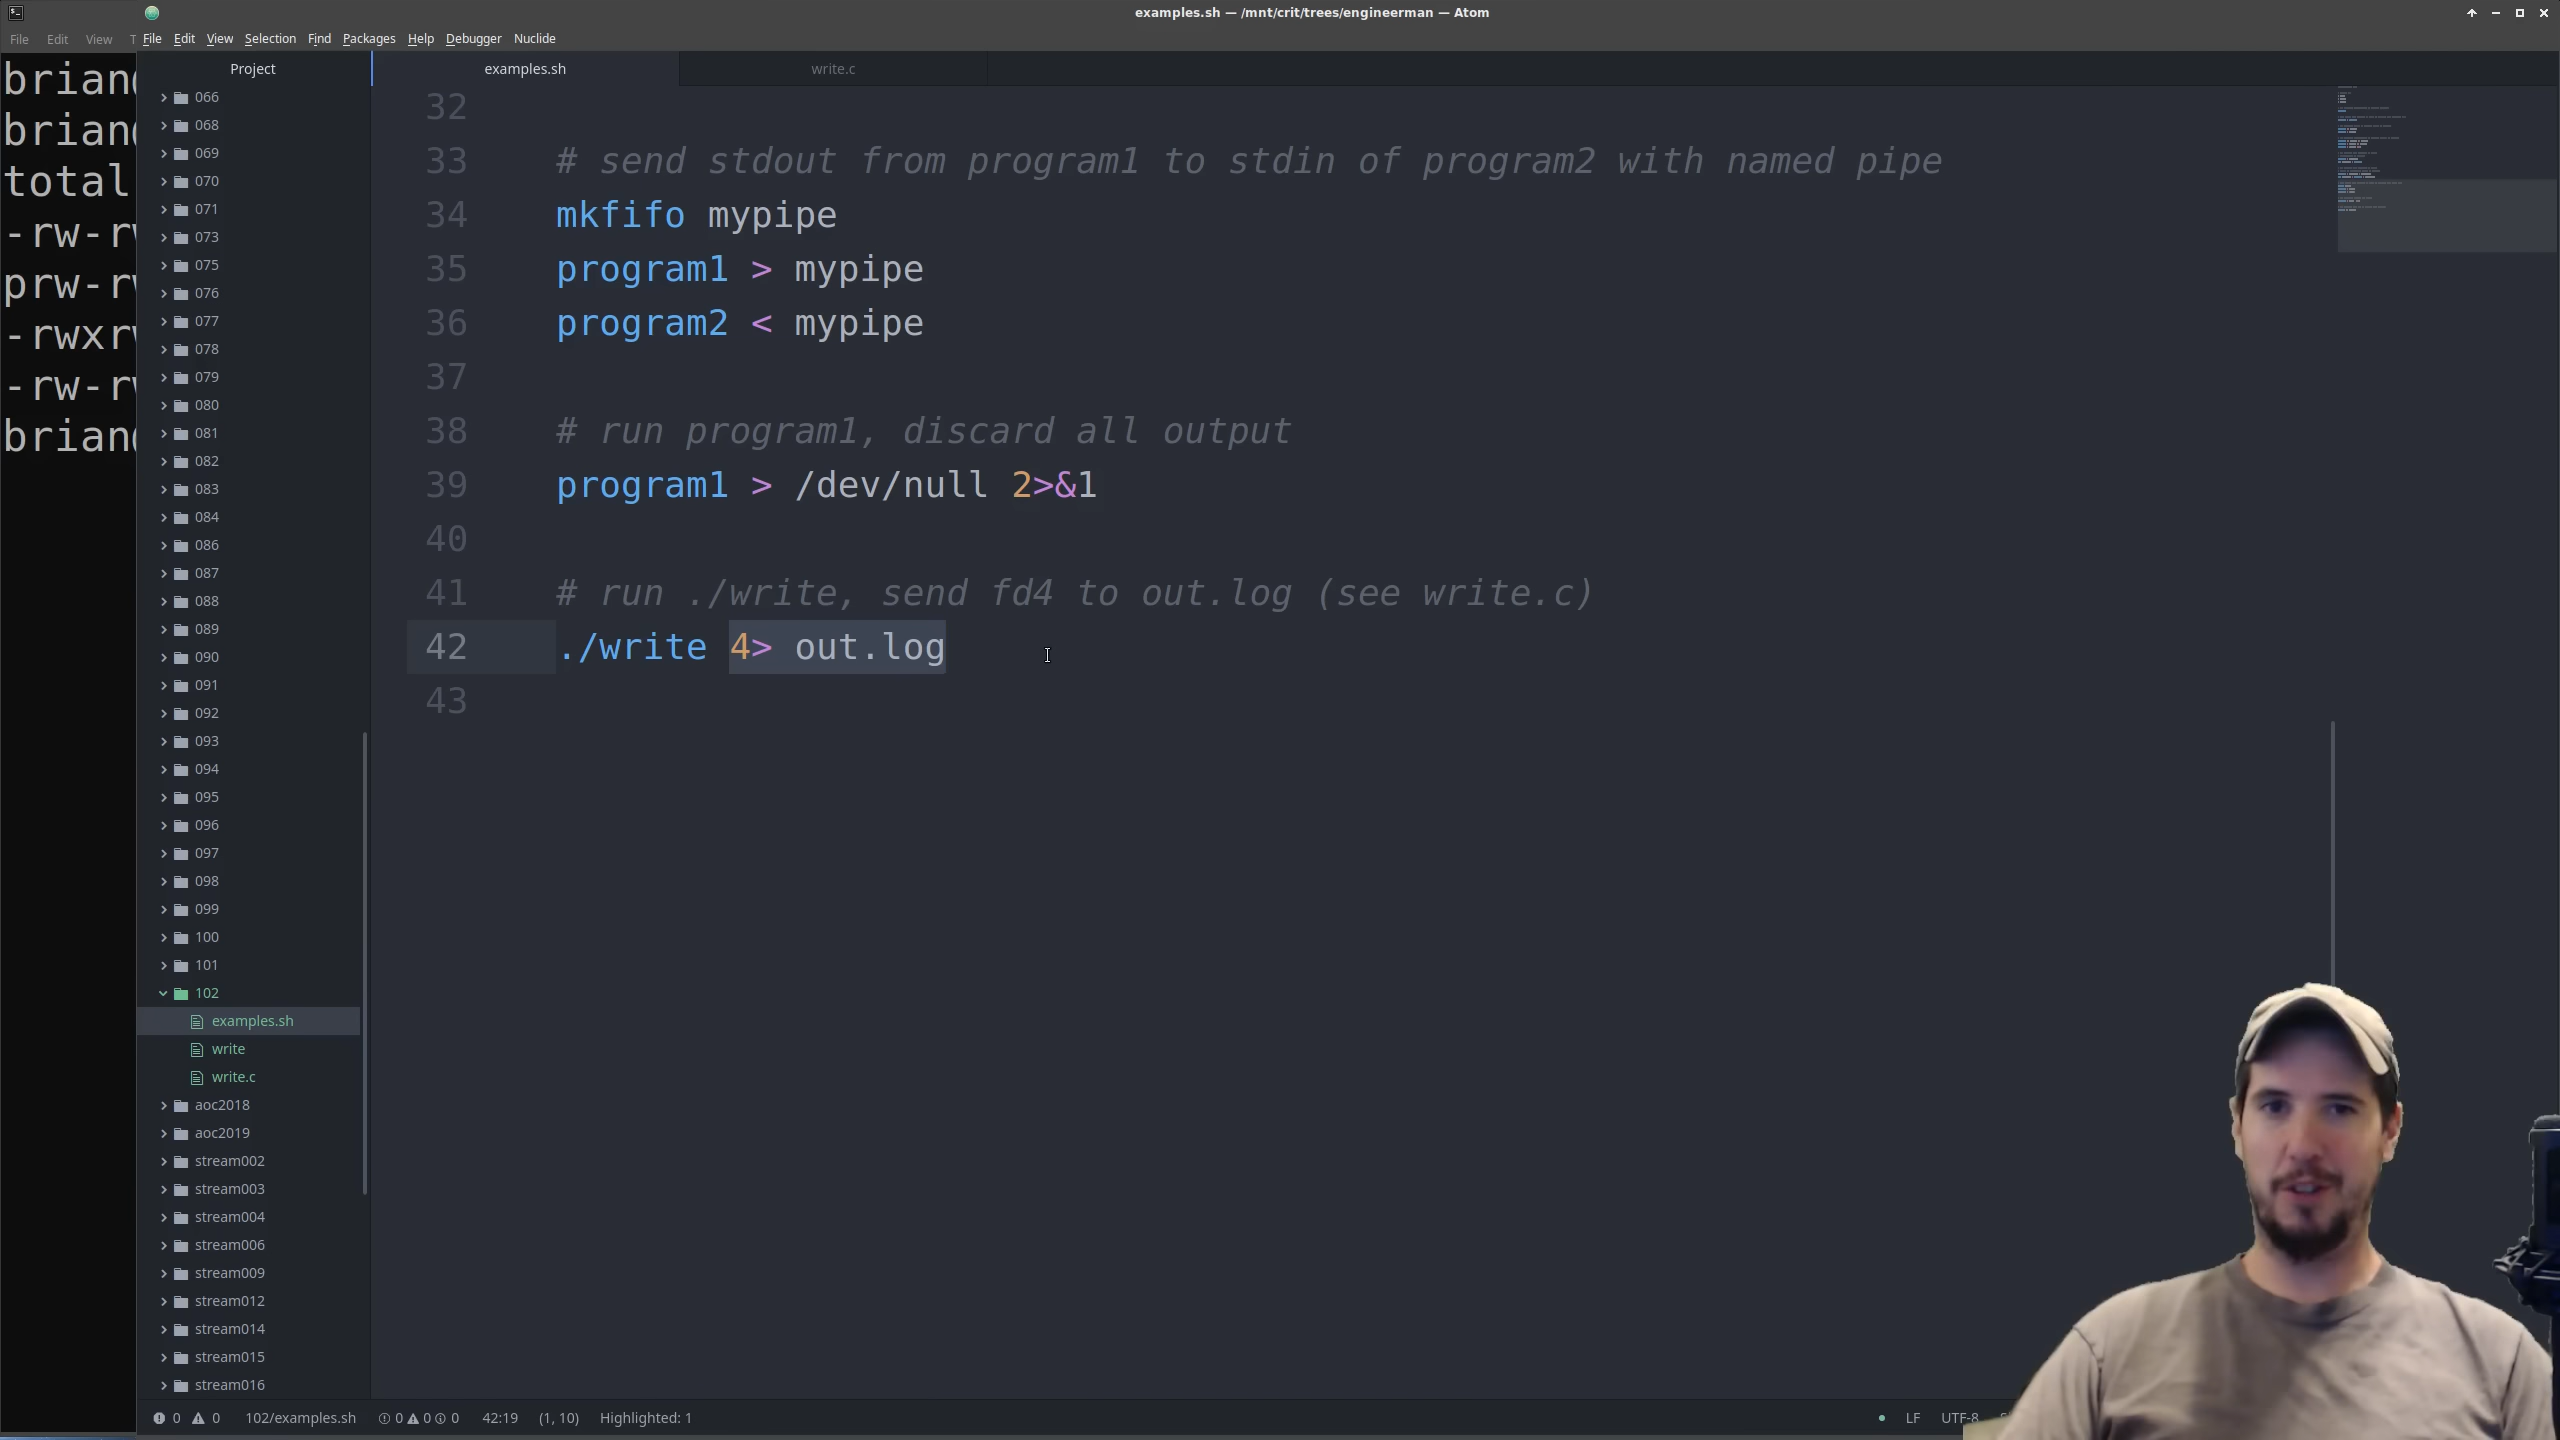 examples.sh — /mnt/crit/trees/engineerman — Atom
File Edit View T
File Edit View Selection Find Packages Help Debugger Nuclide
brian@
brian@
total
-rw-rw
prw-rw
-rwxrw
-rw-rw
brian@
Project
066
068
069
070
071
073
075
076
077
078
079
080
081
082
083
084
086
087
088
089
090
091
092
093
094
095
096
097
098
099
100
101
102
examples.sh
write
write.c
aoc2018
aoc2019
stream002
stream003
stream004
stream006
stream009
stream012
stream014
stream015
stream016
examples.sh write.c
32
33 # send stdout from program1 to stdin of program2 with named pipe
34 mkfifo mypipe
35 program1 > mypipe
36 program2 < mypipe
37
38 # run program1, discard all output
39 program1 > /dev/null 2>&1
40
41 # run ./write, send fd4 to out.log (see write.c)
42 ./write 4> out.log
43
0 0 102/examples.sh 0 0 0 42:19 (1, 10) Highlighted: 1 LF UTF-8